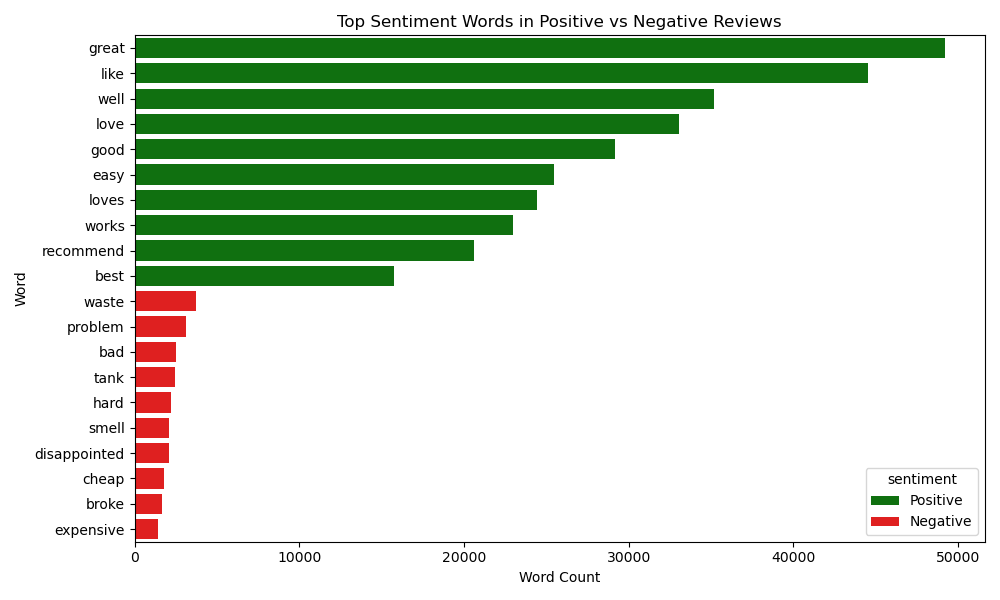 Top Sentiment Words in Positive vs Negative Reviews
great
like
well
love
good
easy
loves
works
recommend
best
waste
problem
bad
tank
hard
smell
disappointed
cheap
broke
expensive
Word
sentiment
Positive
Negative
0 10000 20000 30000 40000 50000
Word Count